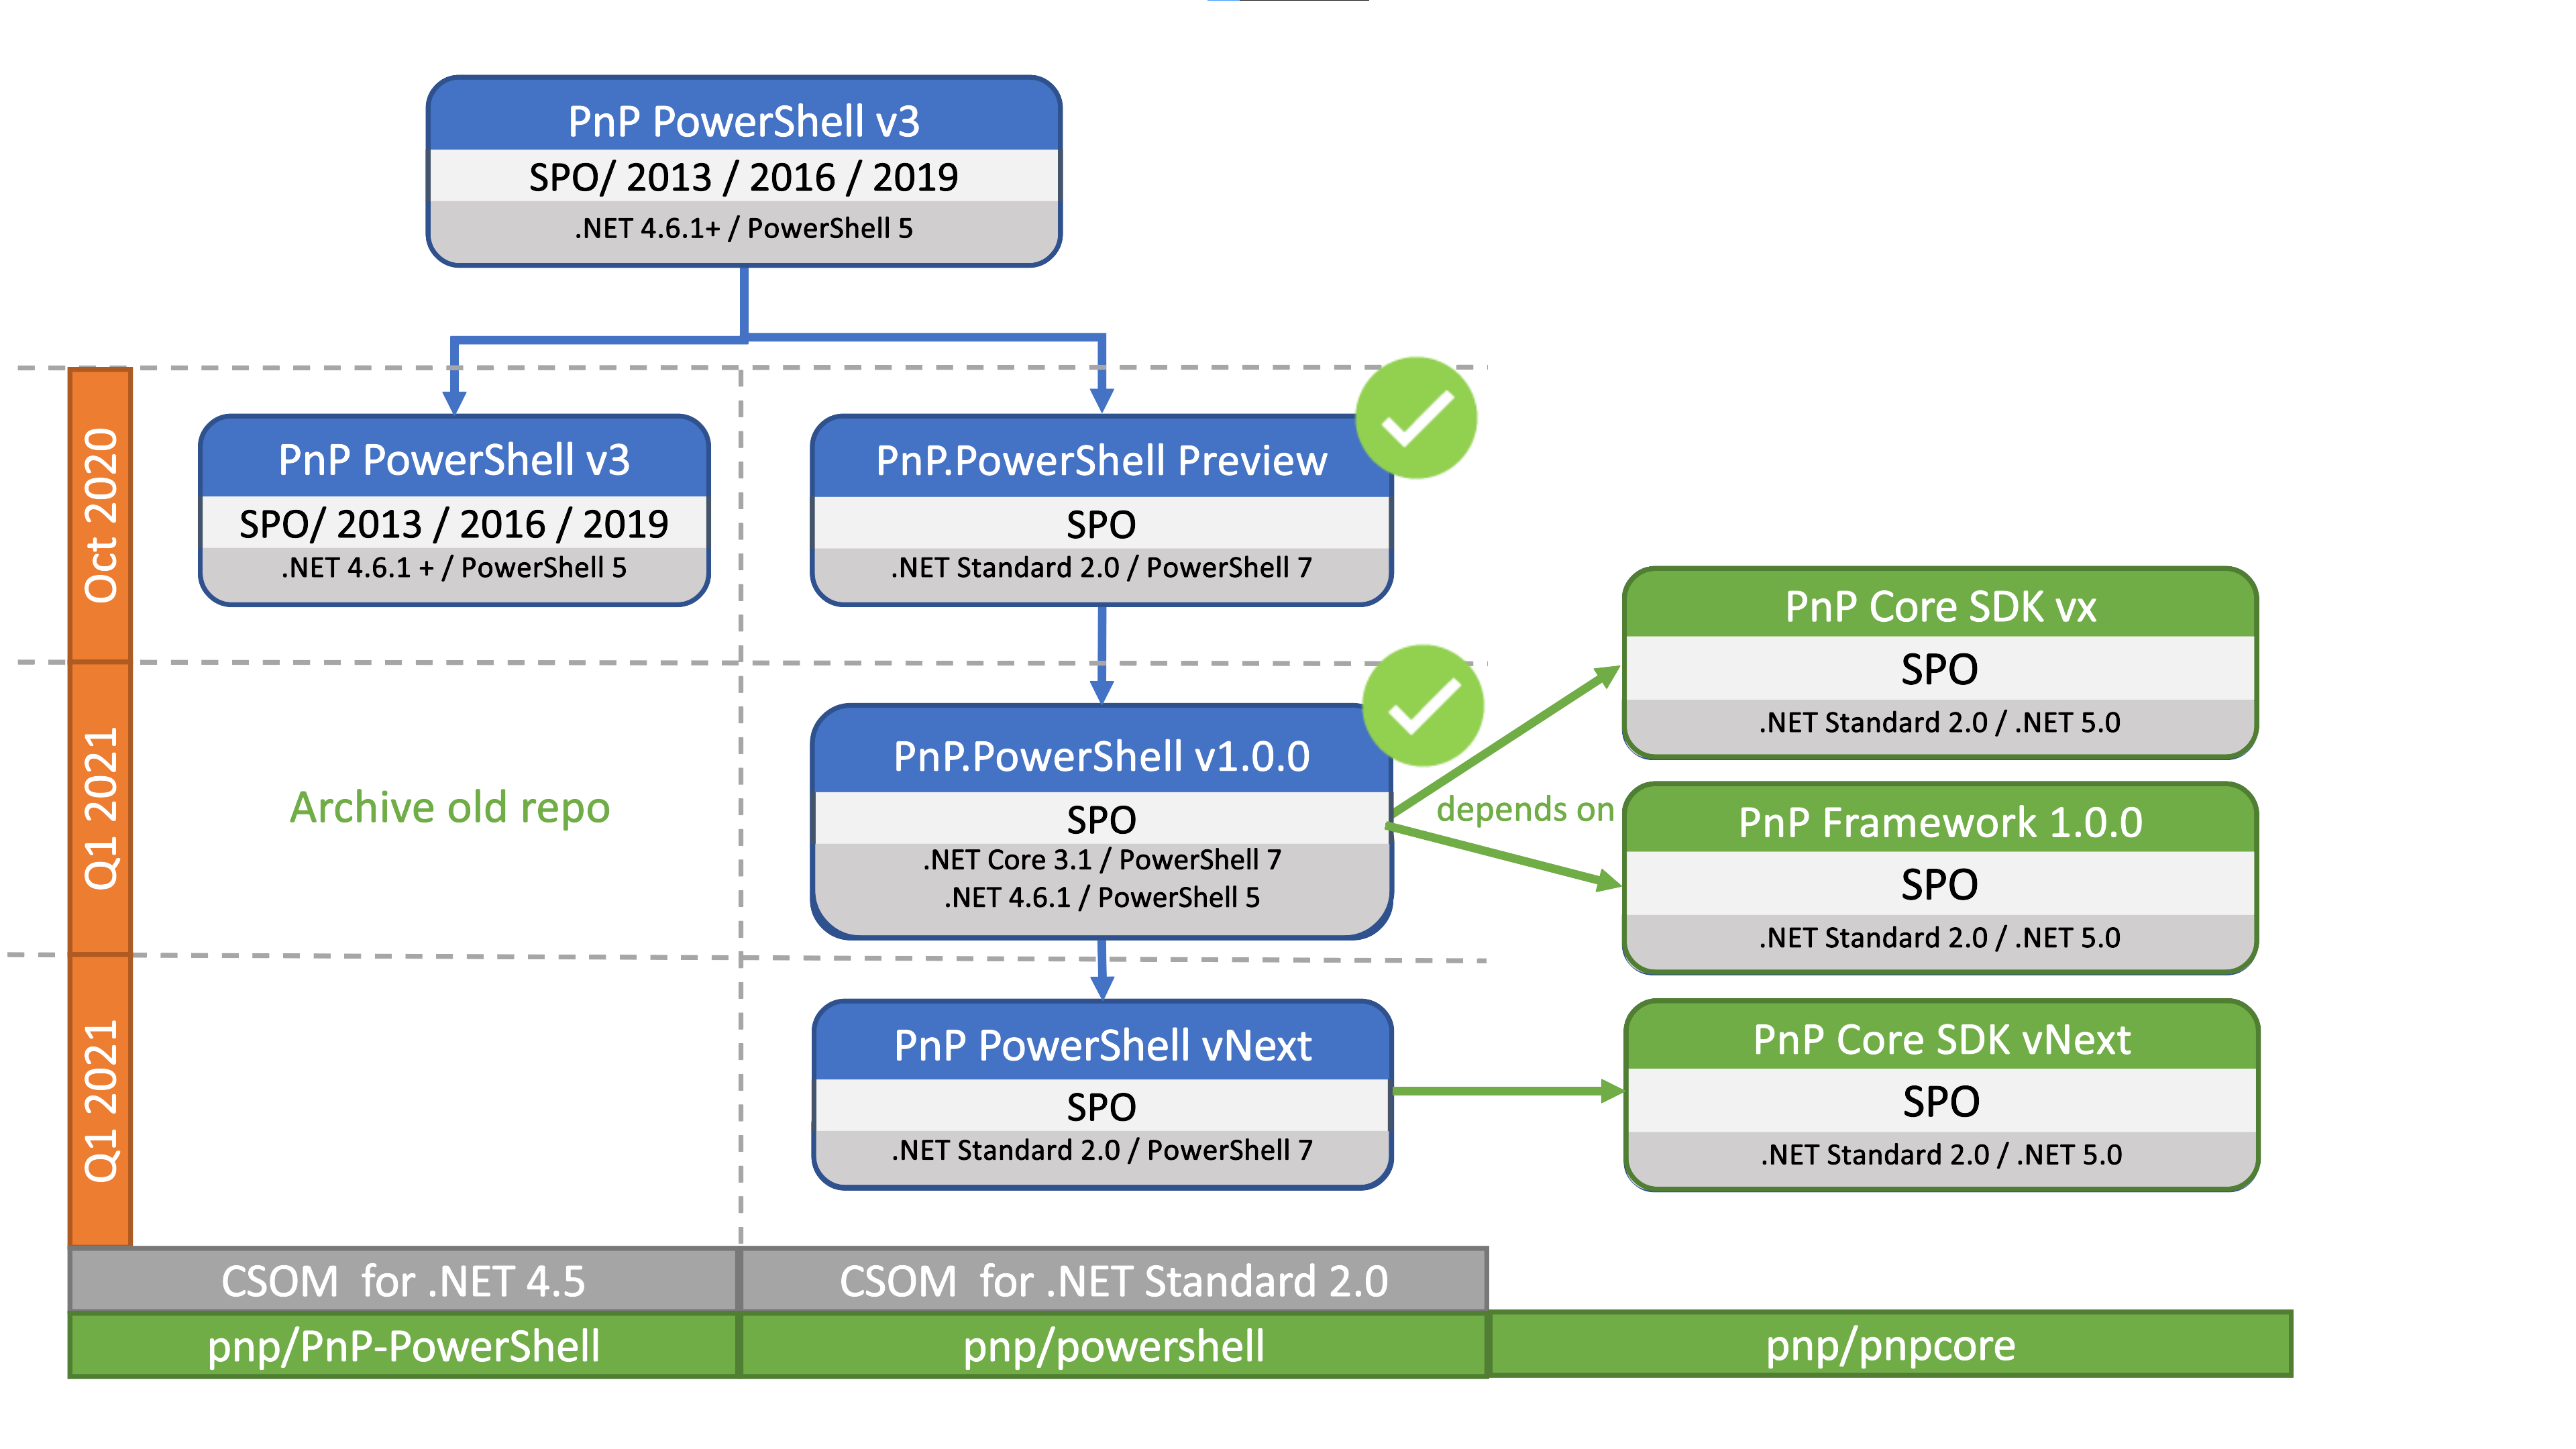 PnP PowerShell v3
SPO/ 2013 / 2016 / 2019
.NET 4.6.1+ / PowerShell 5
Oct 2020
PnP PowerShell v3
SPO/ 2013 / 2016 / 2019
.NET 4.6.1 + / PowerShell 5
PnP.PowerShell Preview
SPO
.NET Standard 2.0 / PowerShell 7
Q1 2021
Archive old repo
PnP.PowerShell v1.0.0
SPO
.NET Core 3.1 / PowerShell 7
.NET 4.6.1 / PowerShell 5
depends on
PnP Core SDK vx
SPO
.NET Standard 2.0 / .NET 5.0
PnP Framework 1.0.0
SPO
.NET Standard 2.0 / .NET 5.0
Q1 2021
PnP PowerShell vNext
SPO
.NET Standard 2.0 / PowerShell 7
PnP Core SDK vNext
SPO
.NET Standard 2.0 / .NET 5.0
CSOM  for .NET 4.5
CSOM  for .NET Standard 2.0
pnp/PnP-PowerShell
pnp/powershell
pnp/pnpcore